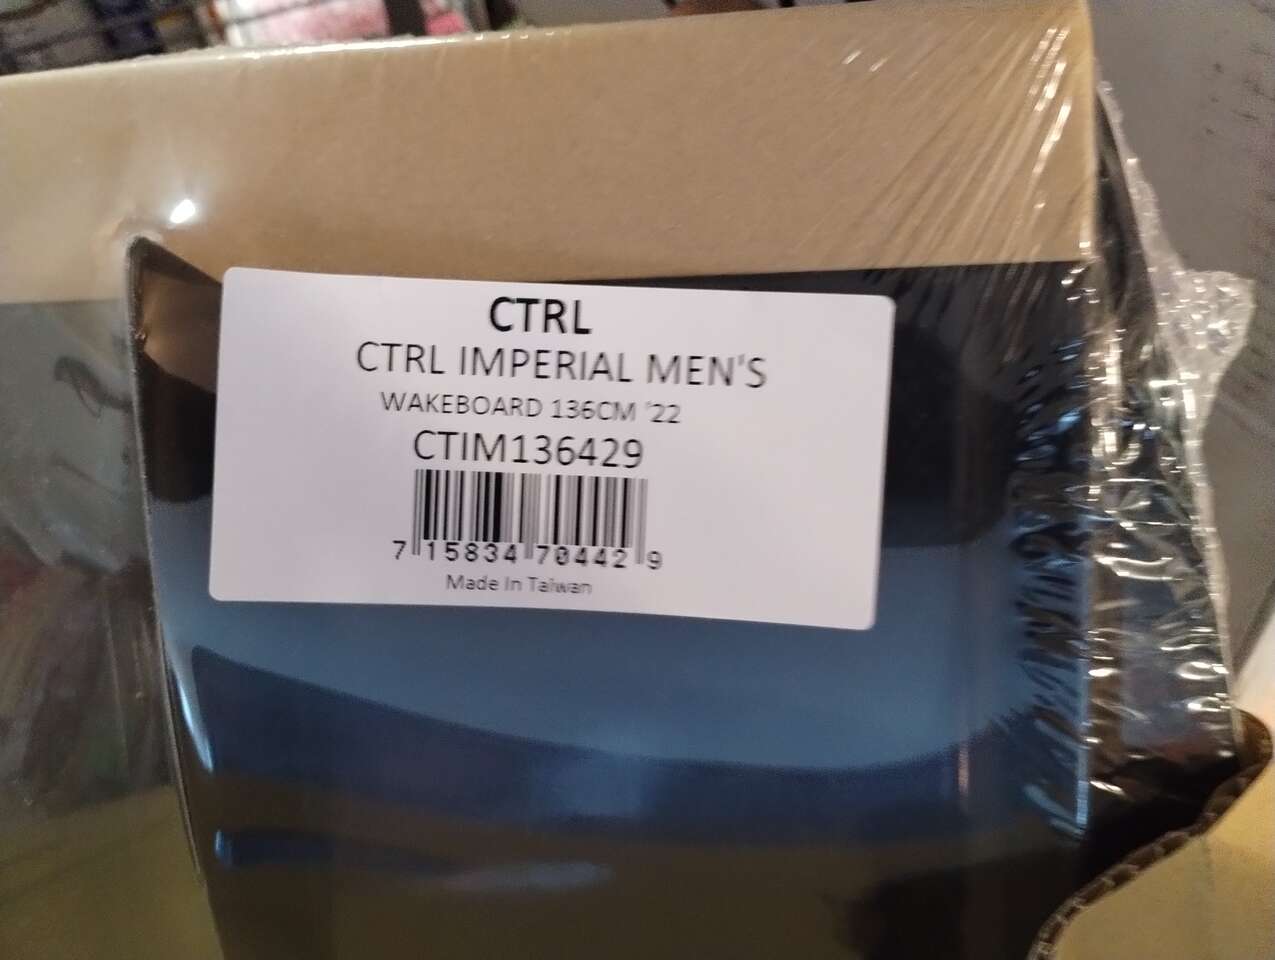 CTRL
CTRL IMPERIAL MEN'S
WAKEBOARD 136CM '22
CTIM136429
7 15834 70442 9
Made In Taiwan